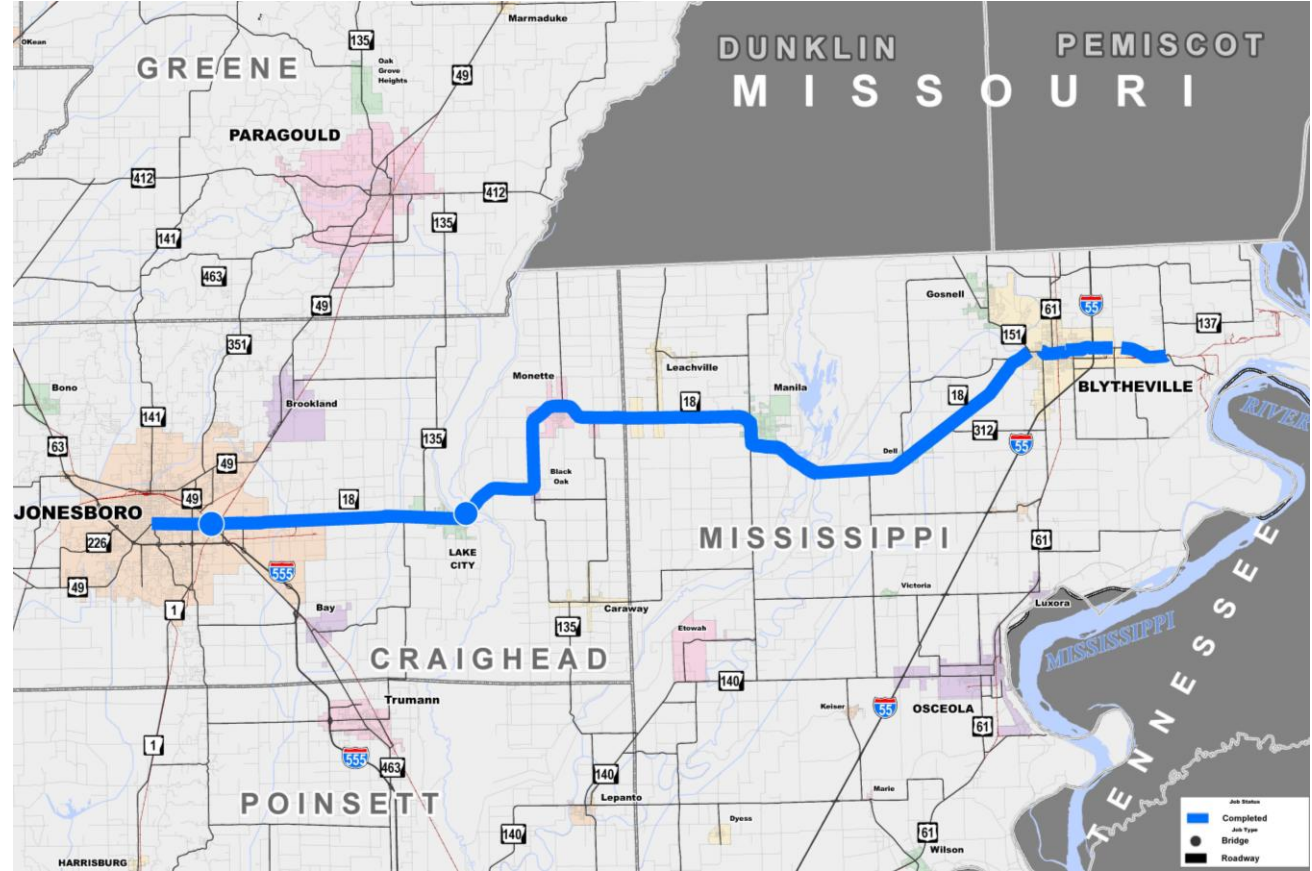 Marmaduke
OKean
135
Oak
Grove
Heights
GREENE
49
DUNKLIN
PEMISCOT
MISSOURI
PARAGOULD
412
412
135
141
463
49
351
Gosnell
61
55
151
137
Bono
Brookland
Monette
Leachville
18
Manila
BLYTHEVILLE
RIVER
141
63
135
18
312
55
49
Dell
Black
Oak
49
18
JONESBORO
226
LAKE
CITY
MISSISSIPPI
61
555
49
1
Bay
Caraway
Victoria
Luxora
135
Etowah
MISSISSIPPI
TENNESSEE
CRAIGHEAD
140
Trumann
Keiser
55
OSCEOLA
61
1
555
463
140
POINSETT
Lepanto
Marie
Dyess
140
61
Wilson
HARRISBURG
Job Status
Completed
Job Type
Bridge
Roadway